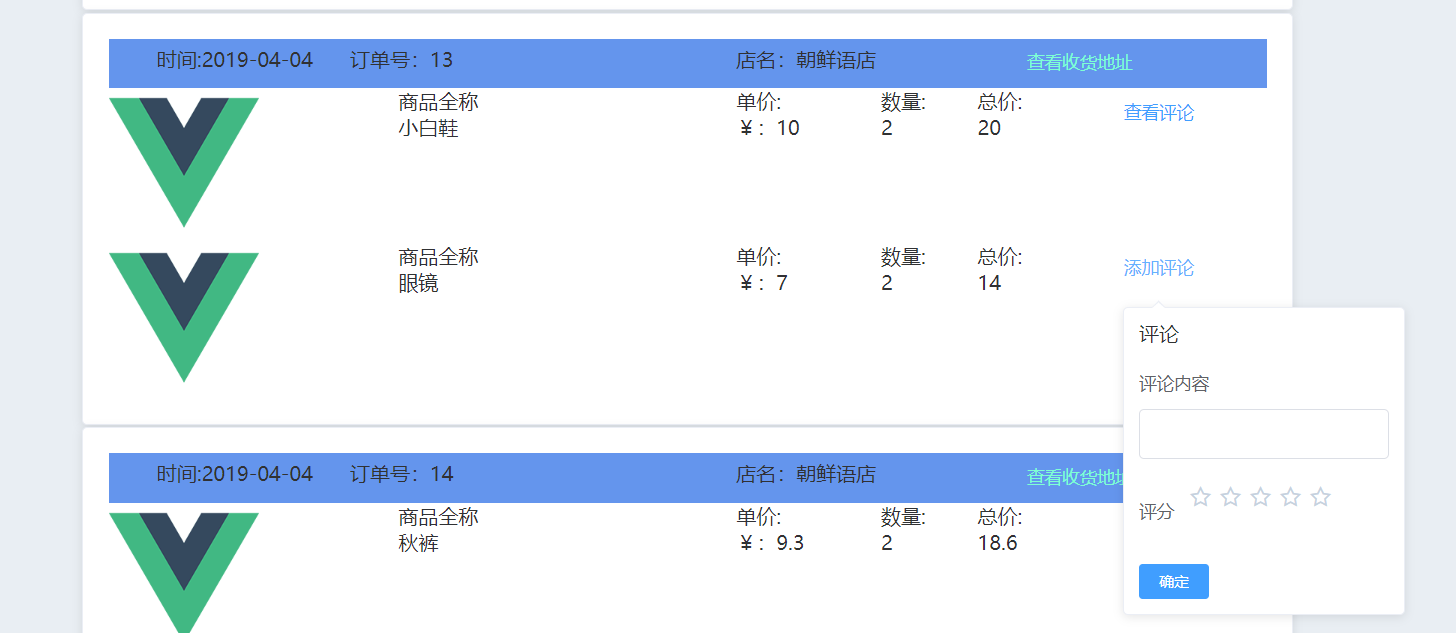 时间:2019-04-04 订单号：13 店名：朝鲜语店 查看收货地址
商品全称 单价: 数量: 总价: 查看评论
小白鞋 ￥：10 2 20
商品全称 单价: 数量: 总价: 添加评论
眼镜 ￥：7 2 14
评论
评论内容
时间:2019-04-04 订单号：14 店名：朝鲜语店 查看收货地
评分
商品全称 单价: 数量: 总价:
秋裤 ￥：9.3 2 18.6
确定